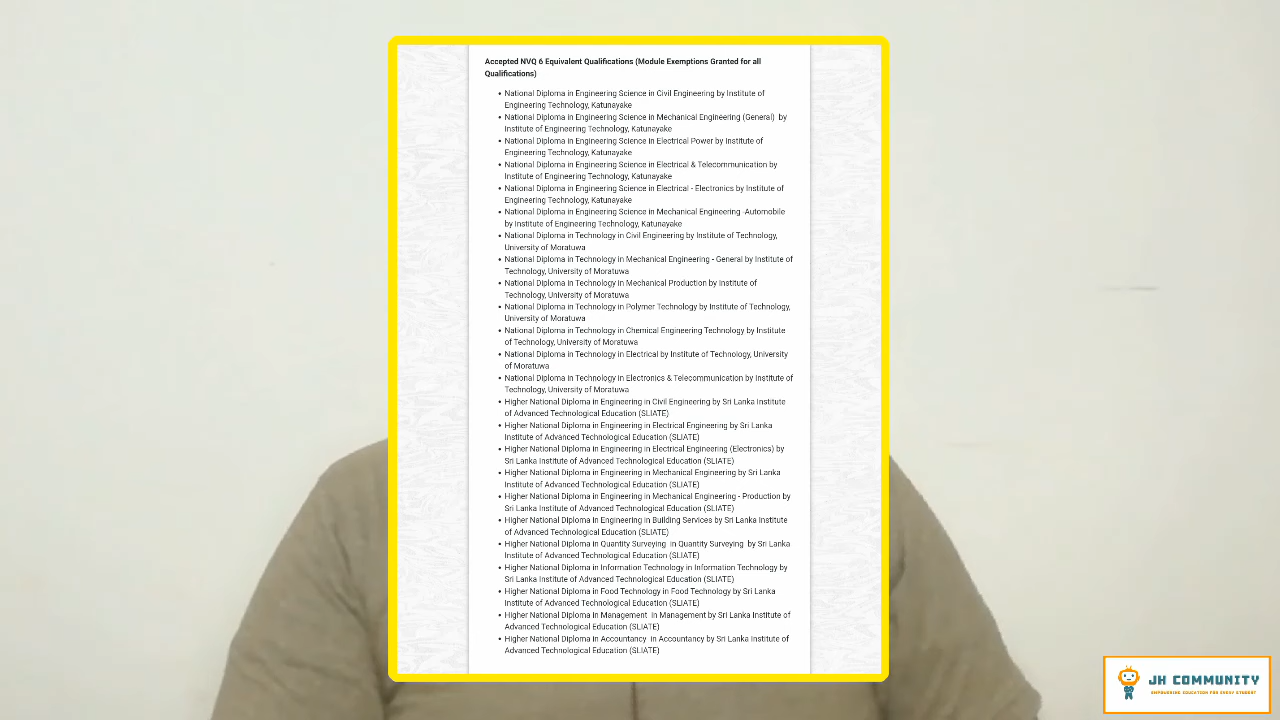 Accepted NVQ 6 Equivalent Qualifications (Module Exemptions Granted for all
Qualifications)
• National Diploma in Engineering Science in Civil Engineering by Institute of
Engineering Technology, Katunayake
• National Diploma in Engineering Science in Mechanical Engineering (General) by
Institute of Engineering Technology, Katunayake
• National Diploma in Engineering Science in Electrical Power by Institute of
Engineering Technology, Katunayake
• National Diploma in Engineering Science in Electrical & Telecommunication by
Institute of Engineering Technology, Katunayake
• National Diploma in Engineering Science in Electrical - Electronics by Institute of
Engineering Technology, Katunayake
• National Diploma in Engineering Science in Mechanical Engineering -Automobile
by Institute of Engineering Technology, Katunayake
• National Diploma in Technology in Civil Engineering by Institute of Technology,
University of Moratuwa
• National Diploma in Technology in Mechanical Engineering - General by Institute of
Technology, University of Moratuwa
• National Diploma in Technology in Mechanical Production by Institute of
Technology, University of Moratuwa
• National Diploma in Technology in Polymer Technology by Institute of Technology,
University of Moratuwa
• National Diploma in Technology in Chemical Engineering Technology by Institute
of Technology, University of Moratuwa
• National Diploma in Technology in Electrical by Institute of Technology, University
of Moratuwa
• National Diploma in Technology in Electronics & Telecommunication by Institute of
Technology, University of Moratuwa
• Higher National Diploma in Engineering in Civil Engineering by Sri Lanka Institute
of Advanced Technological Education (SLIATE)
• Higher National Diploma in Engineering in Electrical Engineering by Sri Lanka
Institute of Advanced Technological Education (SLIATE)
• Higher National Diploma in Engineering in Electrical Engineering (Electronics) by
Sri Lanka Institute of Advanced Technological Education (SLIATE)
• Higher National Diploma in Engineering in Mechanical Engineering by Sri Lanka
Institute of Advanced Technological Education (SLIATE)
• Higher National Diploma in Engineering in Mechanical Engineering - Production by
Sri Lanka Institute of Advanced Technological Education (SLIATE)
• Higher National Diploma in Engineering in Building Services by Sri Lanka Institute
of Advanced Technological Education (SLIATE)
• Higher National Diploma in Quantity Surveying in Quantity Surveying by Sri Lanka
Institute of Advanced Technological Education (SLIATE)
• Higher National Diploma in Information Technology in Information Technology by
Sri Lanka Institute of Advanced Technological Education (SLIATE)
• Higher National Diploma in Food Technology in Food Technology by Sri Lanka
Institute of Advanced Technological Education (SLIATE)
• Higher National Diploma in Management in Management by Sri Lanka Institute of
Advanced Technological Education (SLIATE)
• Higher National Diploma in Accountancy in Accountancy by Sri Lanka Institute of
Advanced Technological Education (SLIATE)
JH COMMUNITY
EMPOWERING EDUCATION FOR EVERY STUDENT